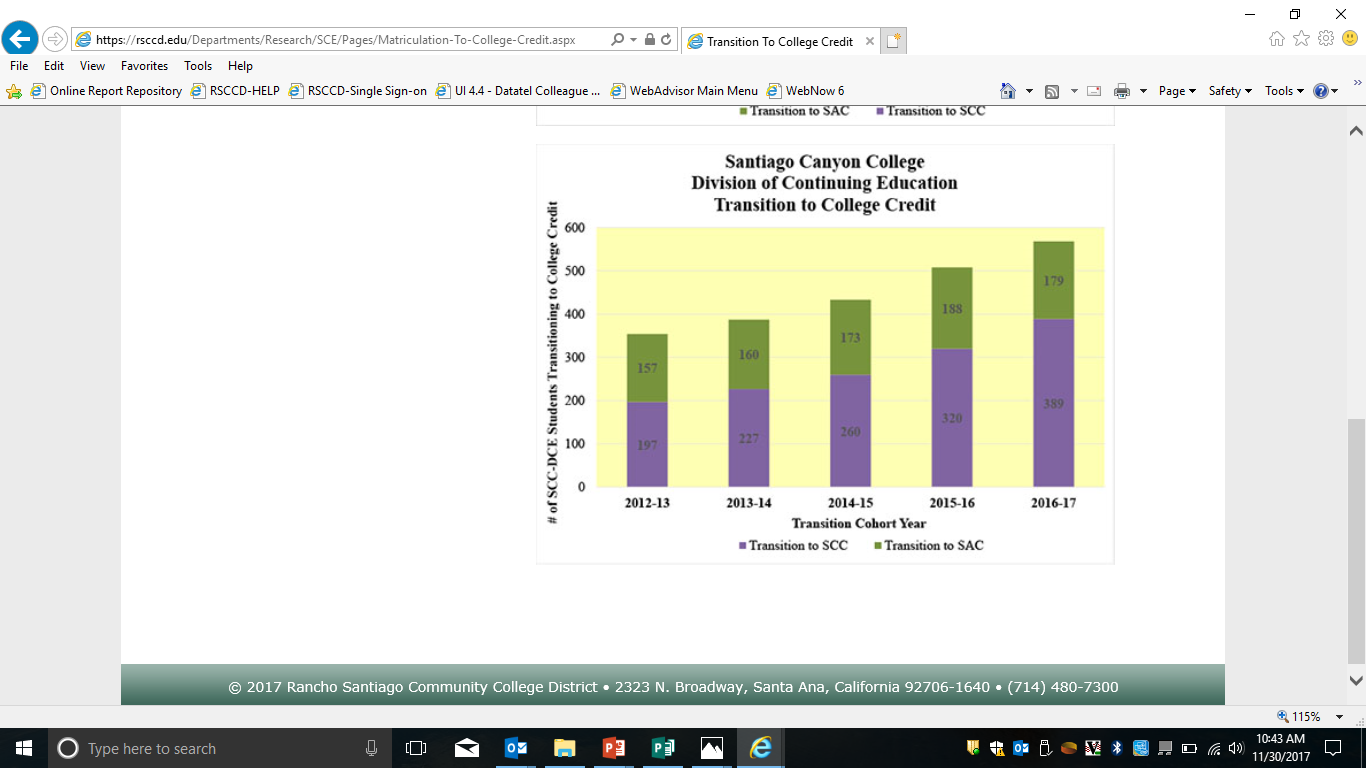 https://rsccd.edu/Departments/Research/SCE/Pages/Matriculation-To-College-Credit.aspx
Transition To College Credit
File Edit View Favorites Tools Help
Online Report Repository RSCCD-HELP RSCCD-Single Sign-on UI 4.4 - Datatel Colleague ... WebAdvisor Main Menu WebNow 6
Page Safety Tools
Transition to SAC Transition to SCC
Santiago Canyon College
Division of Continuing Education
Transition to College Credit
# of SCC-DCE Students Transitioning to College Credit
600
500
400
300
200
100
0
157 160 173 188 179
197 227 260 320 389
2012-13 2013-14 2014-15 2015-16 2016-17
Transition Cohort Year
Transition to SCC Transition to SAC
© 2017 Rancho Santiago Community College District • 2323 N. Broadway, Santa Ana, California 92706-1640 • (714) 480-7300
115%
Type here to search
10:43 AM
11/30/2017